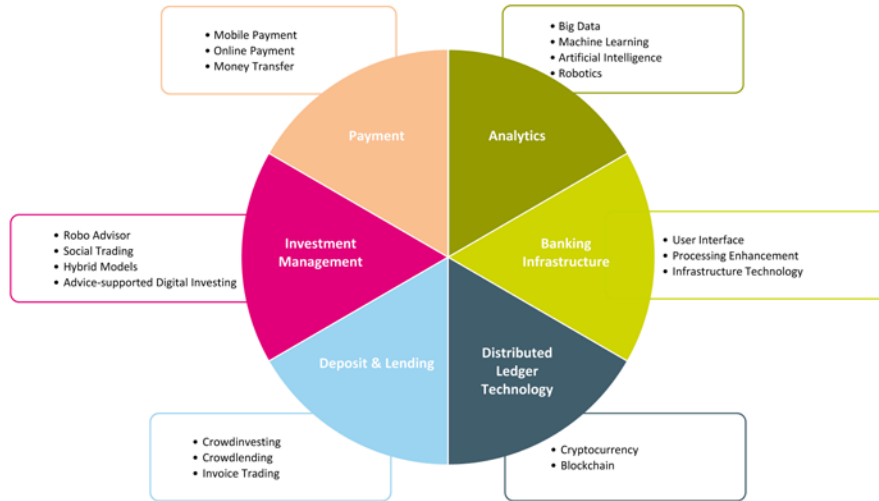 • Mobile Payment
• Online Payment
• Money Transfer
• Big Data
• Machine Learning
• Artificial Intelligence
• Robotics
Payment
Analytics
• Robo Advisor
• Social Trading
• Hybrid Models
• Advice-supported Digital Investing
Investment
Management
Banking
Infrastructure
• User Interface
• Processing Enhancement
• Infrastructure Technology
Deposit & Lending
Distributed
Ledger
Technology
• Crowdinvesting
• Crowdlending
• Invoice Trading
• Cryptocurrency
• Blockchain